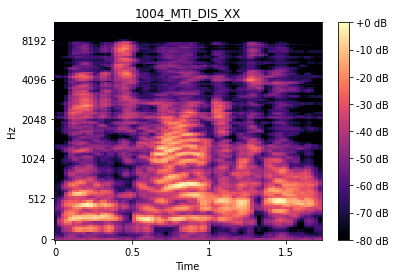 1004_MTI_DIS_XX
+0 dB
8192
-10 dB
4096
-20 dB
-30 dB
2048
Hz
-40 dB
1024
-50 dB
512
-60 dB
-70 dB
0
-80 dB
0 0.5 1 1.5
Time